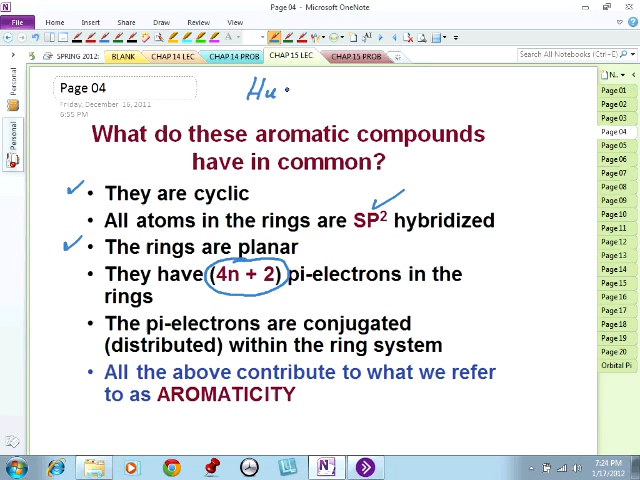 Page 04 - Microsoft OneNote
File Home Insert Share Draw Review View
SPRING 2012: BLANK CHAP 14 LEC CHAP 14 PROB CHAP 15 LEC CHAP 15 PROB Search All Notebooks (Ctrl+E)
Personal
Personal
Page 04
Friday, December 16, 2011
6:55 PM
Hu
What do these aromatic compounds
have in common?
• They are cyclic
• All atoms in the rings are SP² hybridized
• The rings are planar
• They have (4n + 2) pi-electrons in the
rings
• The pi-electrons are conjugated
(distributed) within the ring system
• All the above contribute to what we refer
to as AROMATICITY
N..
Page 01
Page 02
Page 03
Page 04
Page 05
Page 06
Page 07
Page 08
Page 09
Page 10
Page 11
Page 12
Page 13
Page 14
Page 15
Page 16
Page 17
Page 18
Page 19
Page 20
Orbital Pi
7:24 PM
1/17/2012